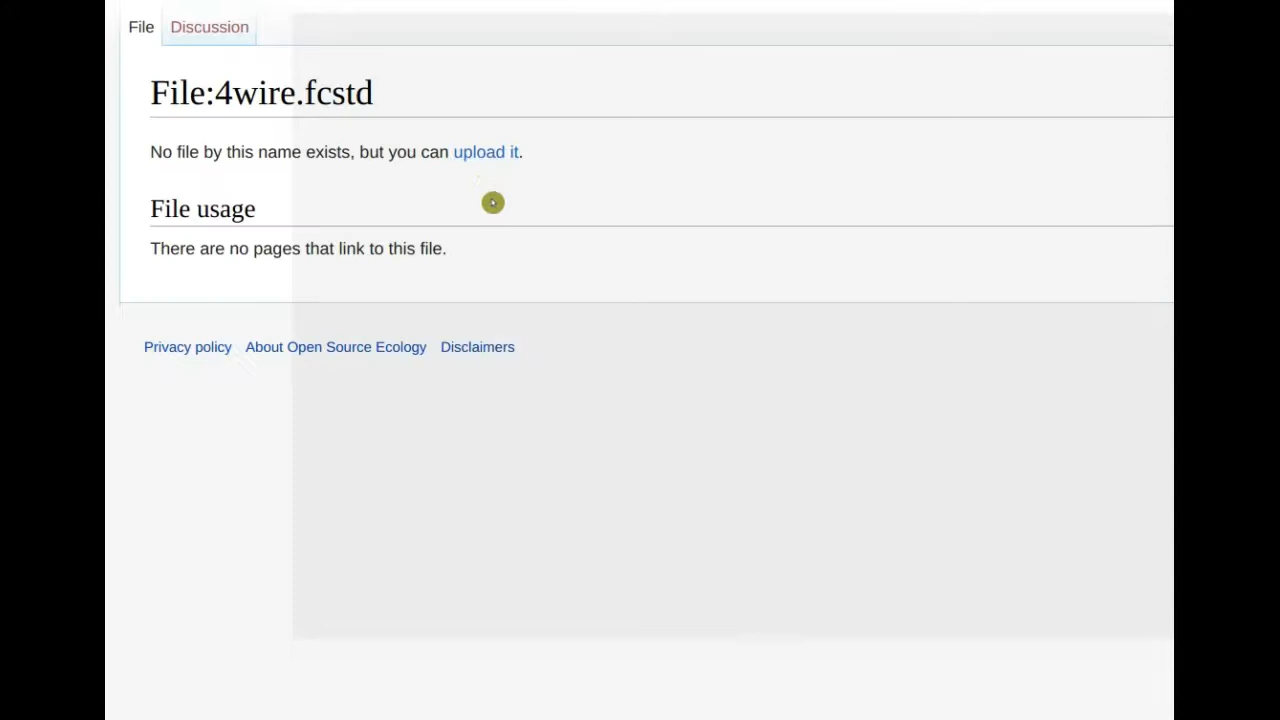 File Discussion
File:4wire.fcstd
No file by this name exists, but you can upload it.
File usage
There are no pages that link to this file.
Privacy policy About Open Source Ecology Disclaimers